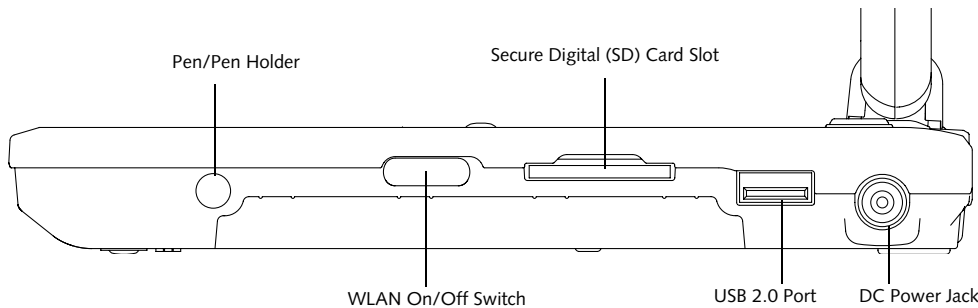 Pen/Pen Holder
Secure Digital (SD) Card Slot
WLAN On/Off Switch
USB 2.0 Port
DC Power Jack